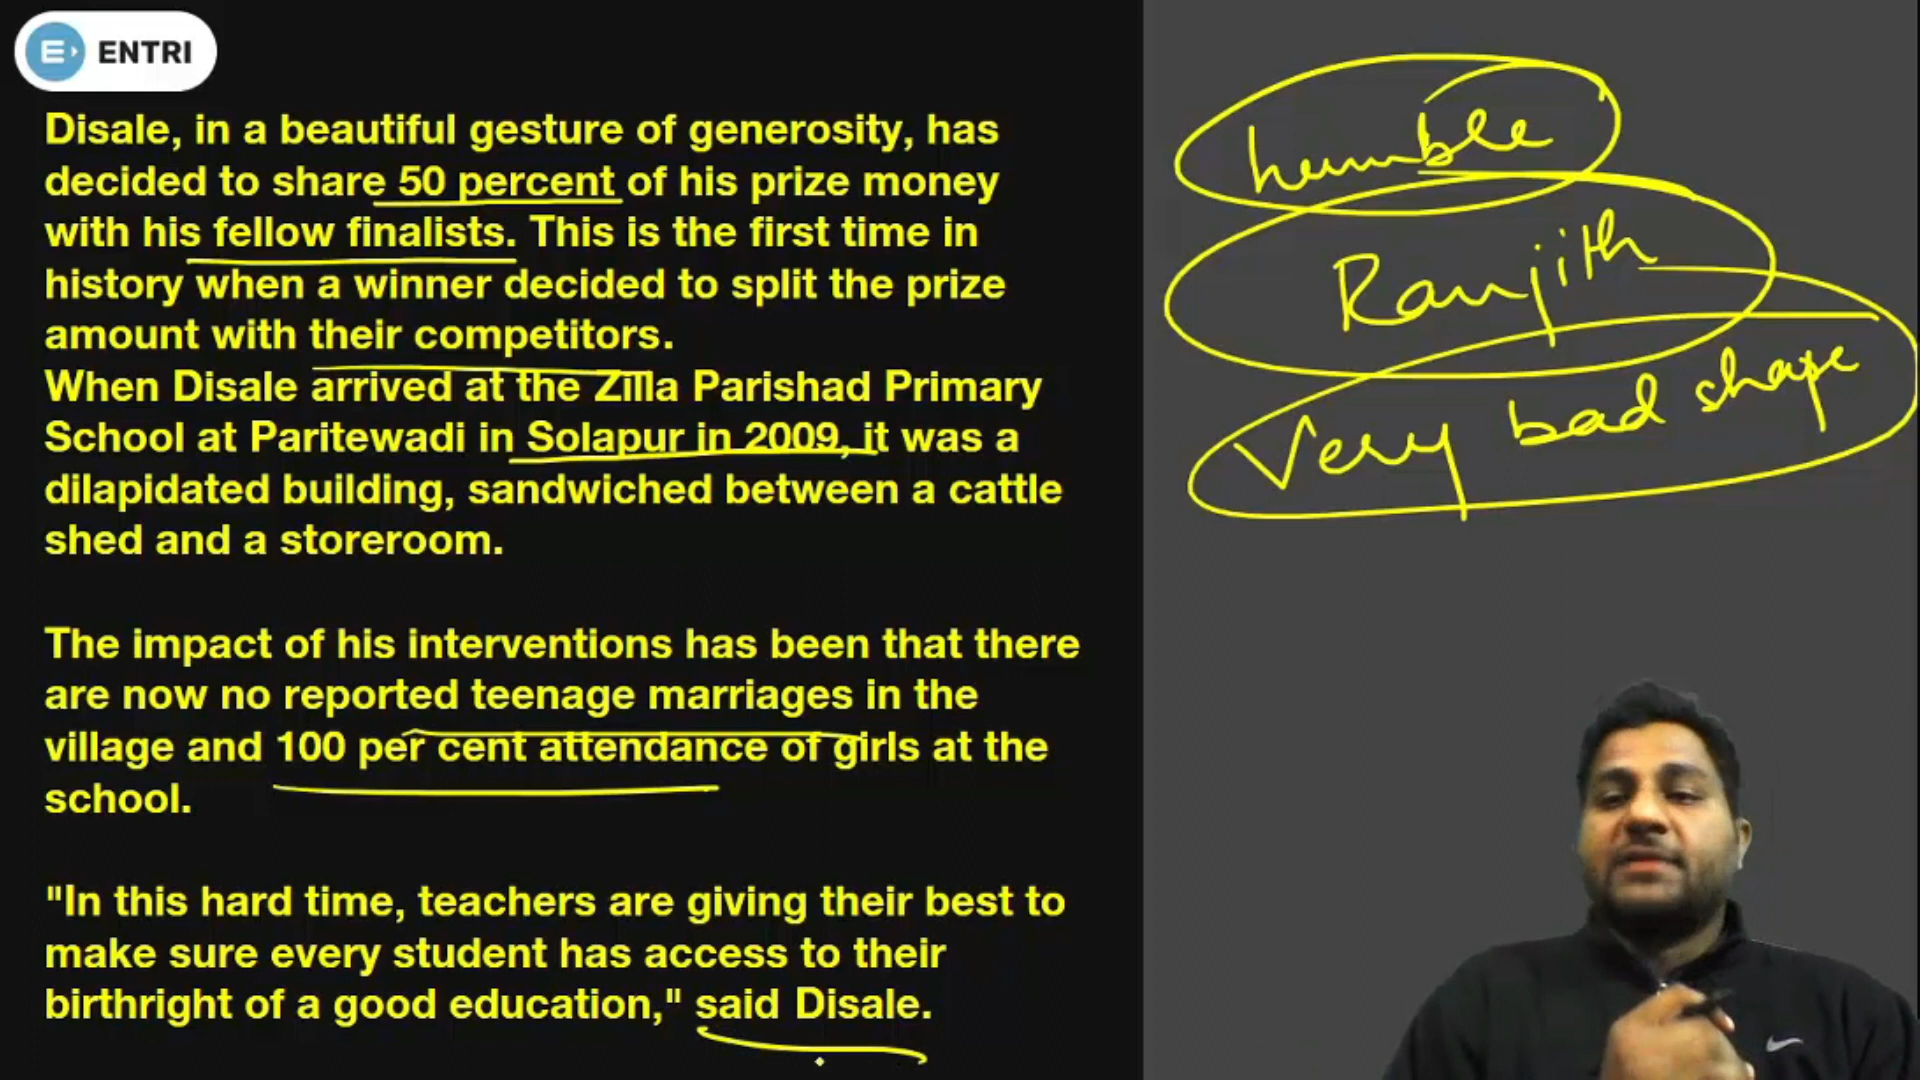 ENTRI
Disale, in a beautiful gesture of generosity, has
decided to share 50 percent of his prize money
with his fellow finalists. This is the first time in
history when a winner decided to split the prize
amount with their competitors.
When Disale arrived at the Zilla Parishad Primary
School at Paritewadi in Solapur in 2009, it was a
dilapidated building, sandwiched between a cattle
shed and a storeroom.
The impact of his interventions has been that there
are now no reported teenage marriages in the
village and 100 per cent attendance of girls at the
school.
"In this hard time, teachers are giving their best to
make sure every student has access to their
birthright of a good education," said Disale.
humble
Ranjith
Very bad shape